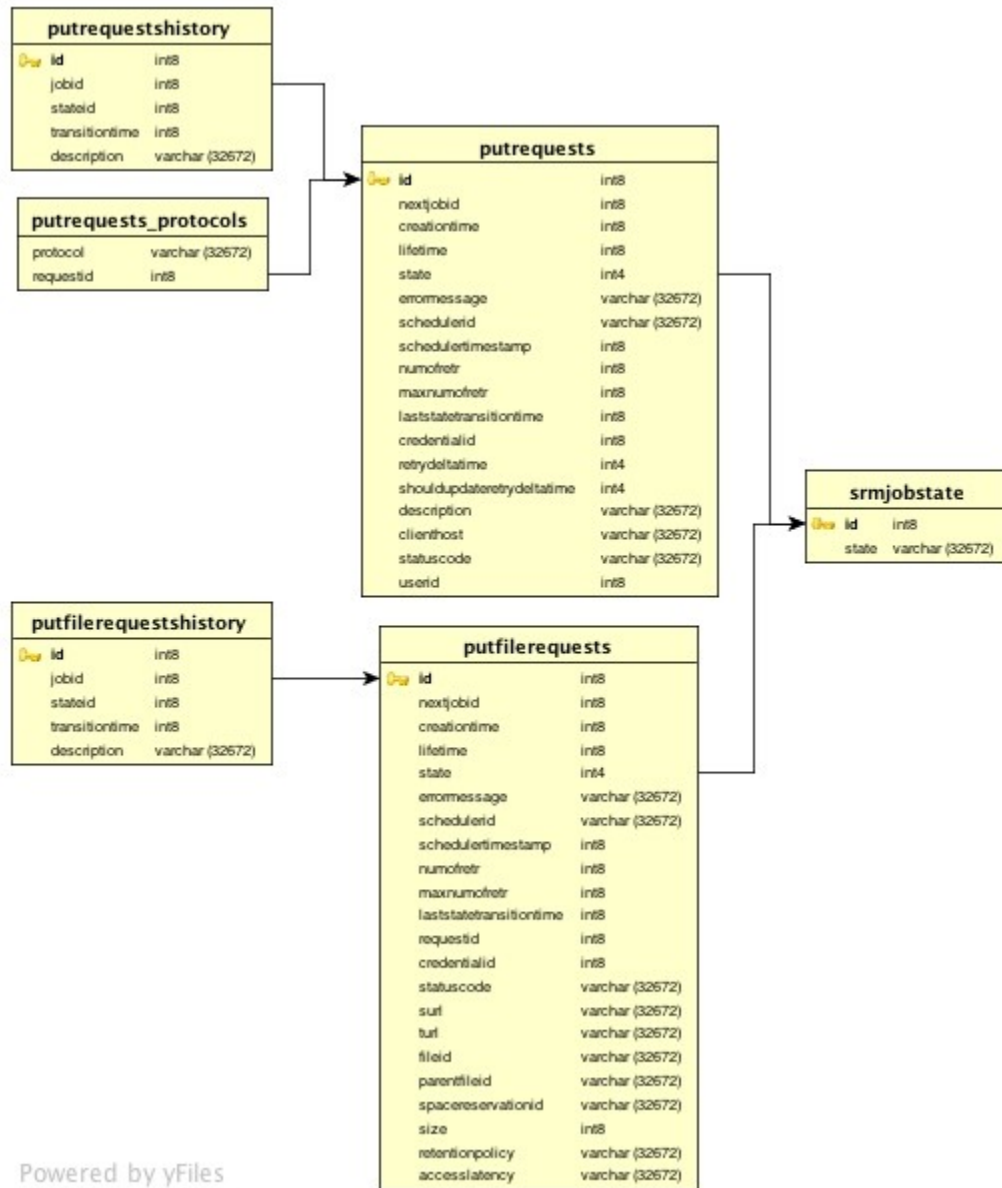 putrequestshistory
id int8
jobid int8
stateid int8
transitiontime int8
description varchar (32672)
putrequests_protocols
protocol varchar (32672)
requestid int8
putrequests
id int8
nextjobid int8
creationtime int8
lifetime int8
state int4
errormessage varchar (32672)
schedulerid varchar (32672)
schedulertimestamp int8
numofretr int8
maxnumofretr int8
laststatetransitiontime int8
credentialid int8
retrydeltatime int4
shouldupdateretrydeltatime int4
description varchar (32672)
clienthost varchar (32672)
statuscode varchar (32672)
userid int8
srmjobstate
id int8
state varchar (32672)
putfilerequestshistory
id int8
jobid int8
stateid int8
transitiontime int8
description varchar (32672)
putfilerequests
id int8
nextjobid int8
creationtime int8
lifetime int8
state int4
errormessage varchar (32672)
schedulerid varchar (32672)
schedulertimestamp int8
numofretr int8
maxnumofretr int8
laststatetransitiontime int8
requestid int8
credentialid int8
statuscode varchar (32672)
surl varchar (32672)
turl varchar (32672)
fileid varchar (32672)
parentfileid varchar (32672)
spacereservationid varchar (32672)
size int8
retentionpolicy varchar (32672)
accesslatency varchar (32672)
Powered by yFiles